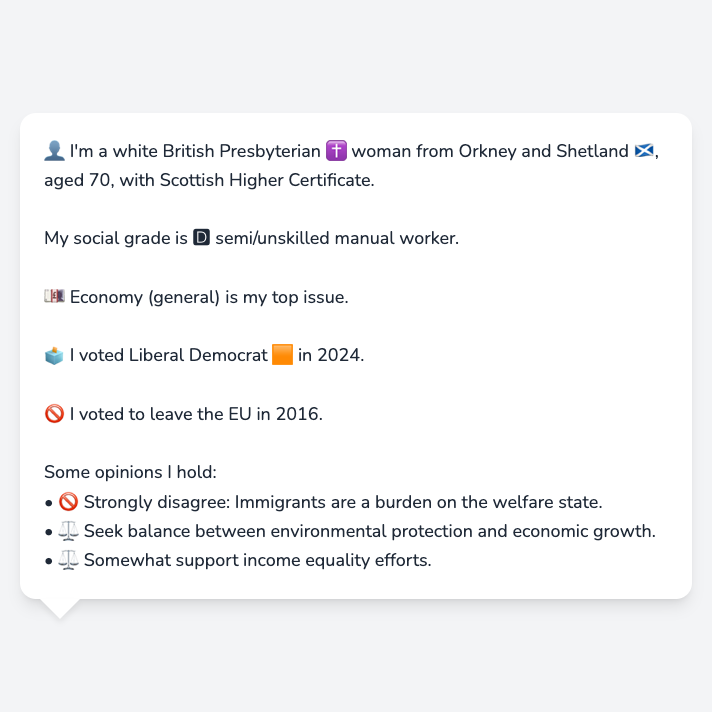 👤 I'm a white British Presbyterian ✝️ woman from Orkney and Shetland 🏴󠁧󠁢󠁳󠁣󠁴󠁿,
aged 70, with Scottish Higher Certificate.
My social grade is 🅳 semi/unskilled manual worker.
💷 Economy (general) is my top issue.
🗳️ I voted Liberal Democrat 🟧 in 2024.
🚫 I voted to leave the EU in 2016.
Some opinions I hold:
• 🚫 Strongly disagree: Immigrants are a burden on the welfare state.
• ⚖️ Seek balance between environmental protection and economic growth.
• ⚖️ Somewhat support income equality efforts.